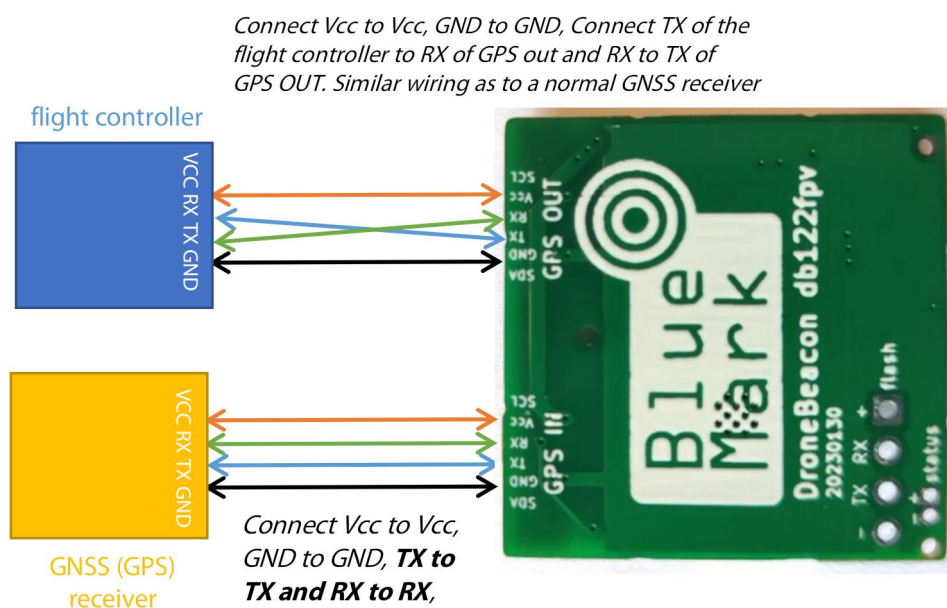 Connect Vcc to Vcc, GND to GND, Connect TX of the
flight controller to RX of GPS out and RX to TX of
GPS OUT. Similar wiring as to a normal GNSS receiver
flight controller
VCC RX TX GND
SCL
Vcc
RX
TX
GND
SDA
GPS OUT
Blue
Mark
DroneBeacon db122fpv
20230130
flash
+
RX
TX
-
status
+
-
SCL
Vcc
RX
TX
GND
SDA
GPS IN
VCC RX TX GND
GNSS (GPS)
receiver
Connect Vcc to Vcc,
GND to GND, TX to
TX and RX to RX,